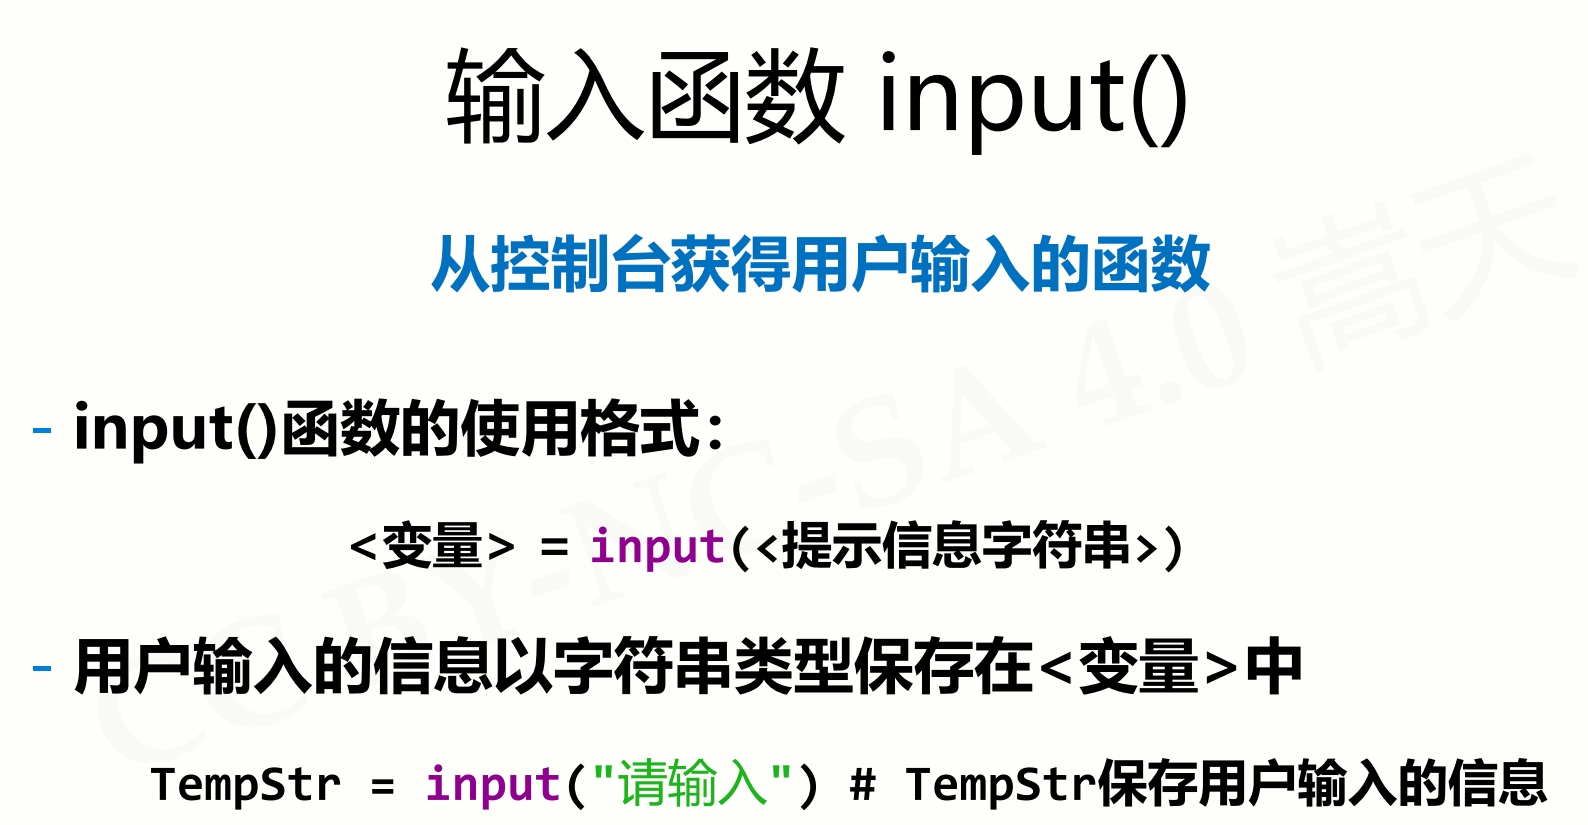 输入函数 input()
从控制台获得用户输入的函数
- input()函数的使用格式：
<变量> = input(<提示信息字符串>)
- 用户输入的信息以字符串类型保存在<变量>中
TempStr = input("请输入") # TempStr保存用户输入的信息
CC BY-NC-SA 4.0 嵩天